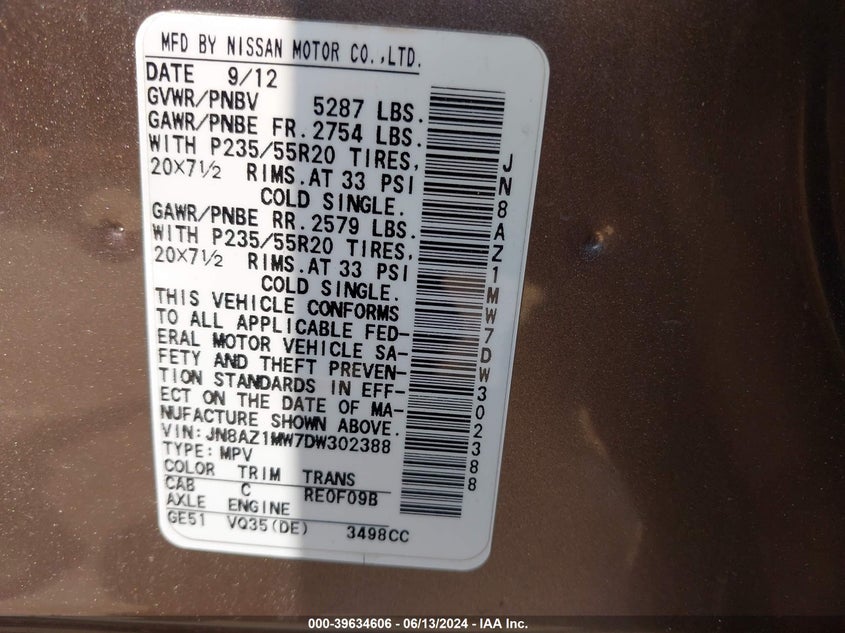 MFD BY NISSAN MOTOR CO.,LTD.
DATE 9/12
GVWR/PNBV 5287 LBS.
GAWR/PNBE FR. 2754 LBS.
WITH P235/55R20 TIRES,
20×7½ RIMS.AT 33 PSI
COLD SINGLE.
GAWR/PNBE RR. 2579 LBS.
WITH P235/55R20 TIRES,
20×7½ RIMS.AT 33 PSI
COLD SINGLE.
THIS VEHICLE CONFORMS
TO ALL APPLICABLE FED-
ERAL MOTOR VEHICLE SA-
FETY AND THEFT PREVEN-
TION STANDARDS IN EFF-
ECT ON THE DATE OF MA-
NUFACTURE SHOWN ABOVE.
VIN: JN8AZ1MW7DW302388
TYPE: MPV
COLOR TRIM TRANS
CAB C RE0F09B
AXLE ENGINE
GE51 VQ35(DE) 3498CC
JN8AZ1MW7DW302388
000-39634606 - 06/13/2024 - IAA Inc.